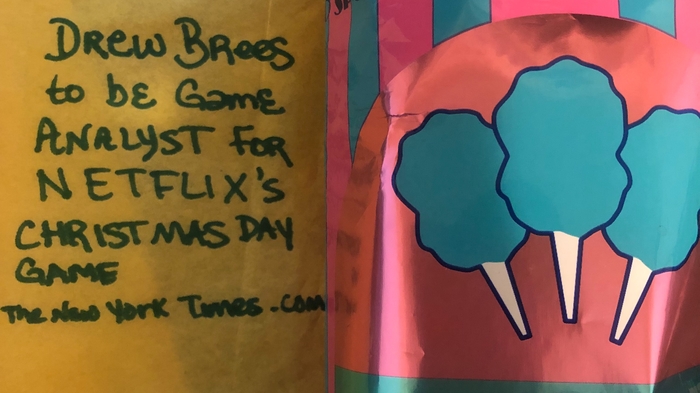 Drew Brees
to be Game
Analyst for
NETFLIX's
CHRISTMAS DAY
GAME
The New York Times.com